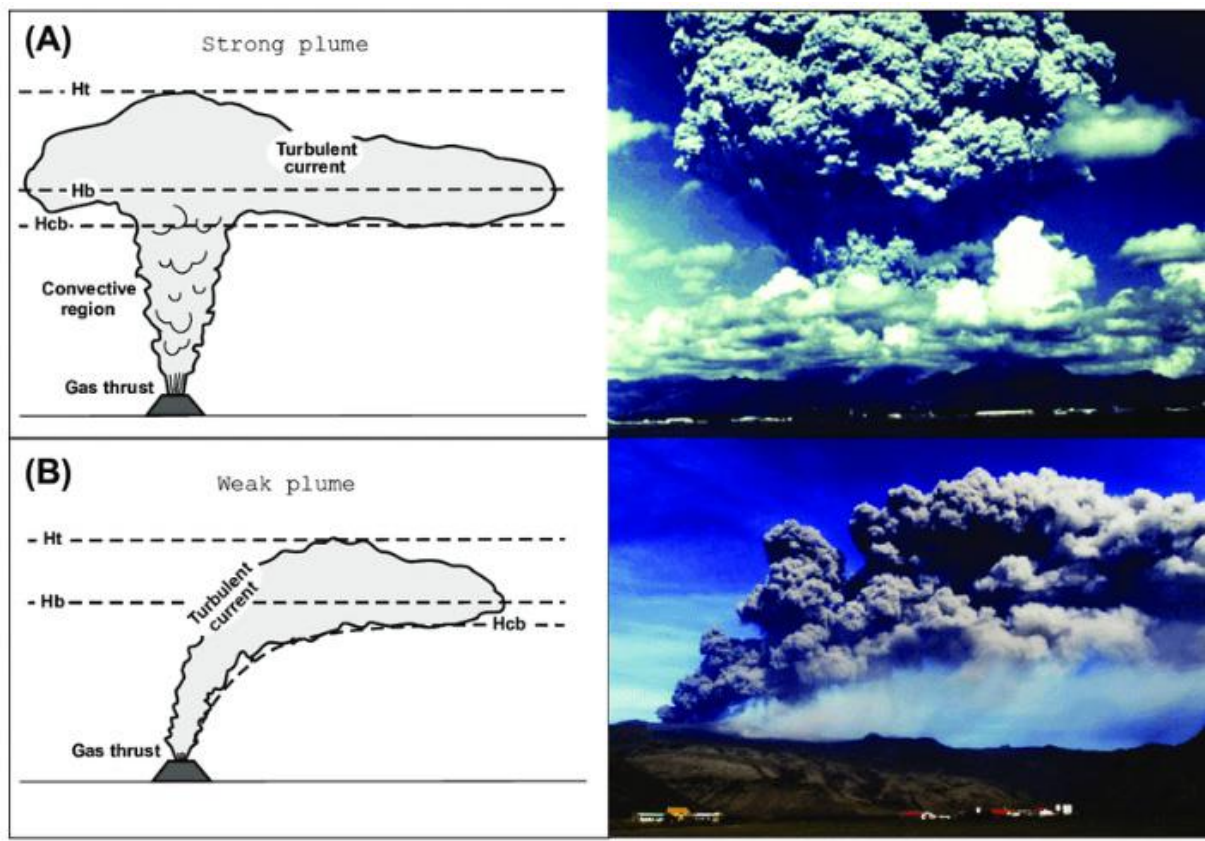 (A)
Strong plume
Ht
Turbulent
current
Hb
Hcb
Convective
region
Gas thrust
(B)
Weak plume
Ht
Turbulent
current
Hb
Hcb
Gas thrust